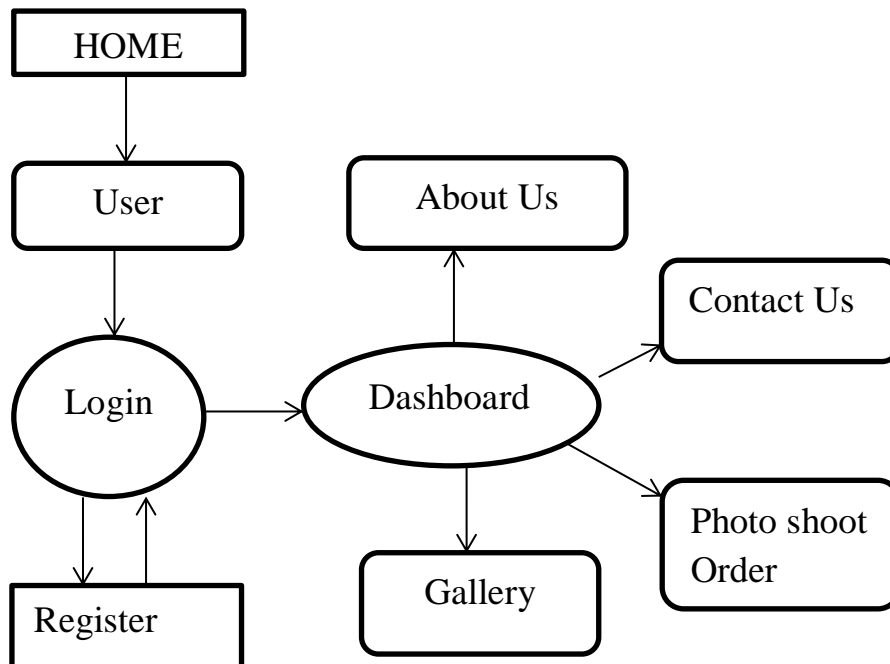 HOME
User
About Us
Contact Us
Login
Dashboard
Photo shoot
Order
Gallery
Register